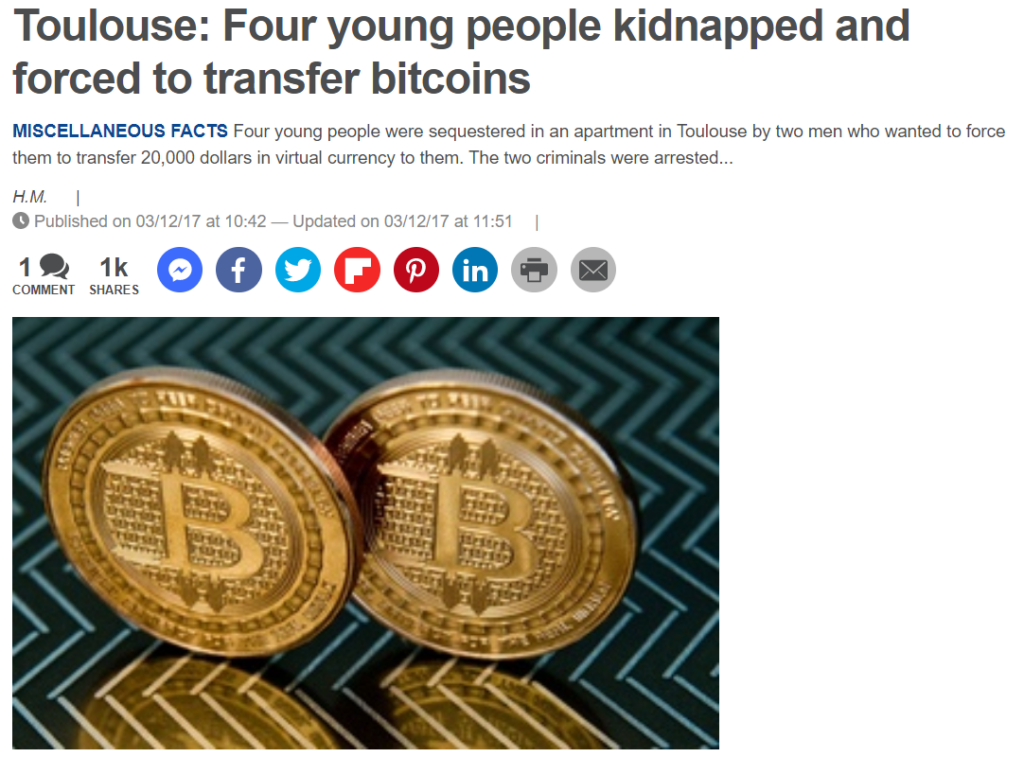 Toulouse: Four young people kidnapped and
forced to transfer bitcoins
MISCELLANEOUS FACTS Four young people were sequestered in an apartment in Toulouse by two men who wanted to force
them to transfer 20,000 dollars in virtual currency to them. The two criminals were arrested...
H.M. |
Published on 03/12/17 at 10:42 — Updated on 03/12/17 at 11:51 |
1 1k
COMMENT SHARES